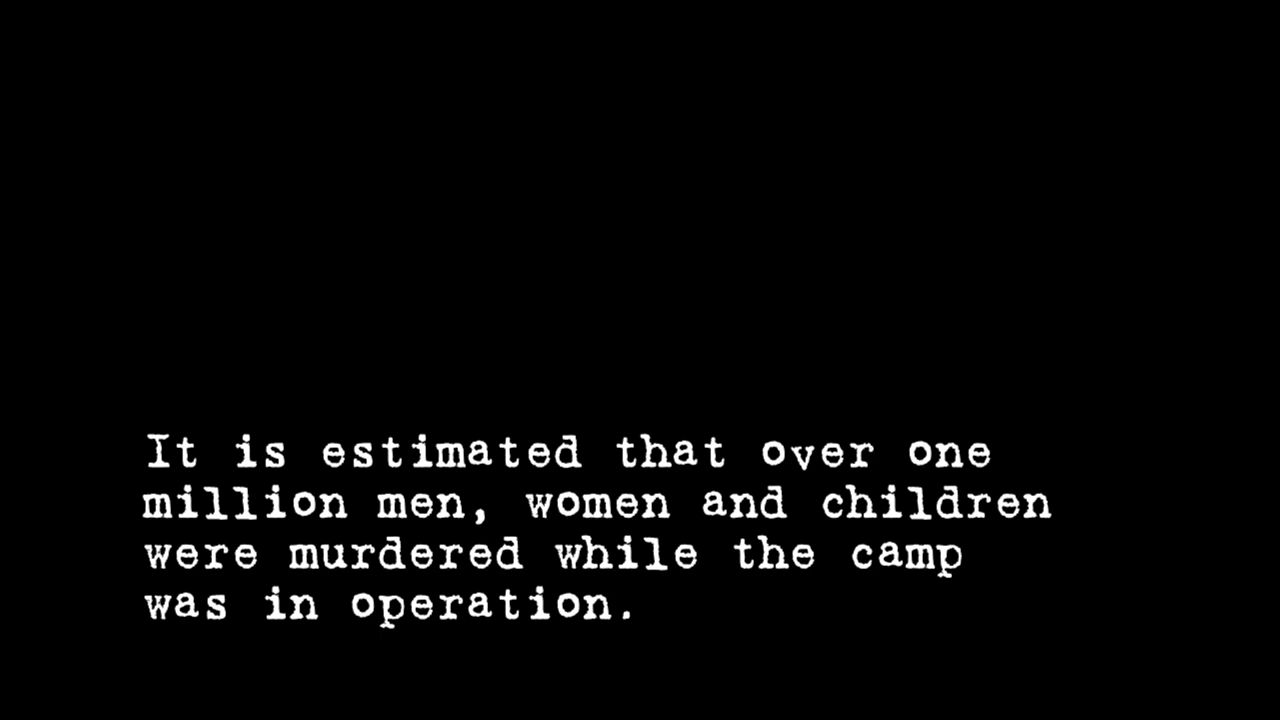 It is estimated that over one
million men, women and children
were murdered while the camp
was in operation.